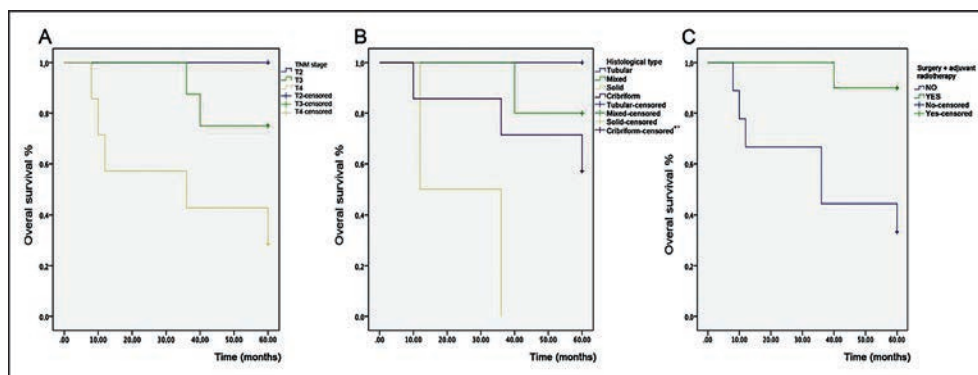 A
TNM stage
T2
T3
T4
T2-censored
T3-censored
T4-censored
Overal survival %
1,0
0,8
0,6
0,4
0,2
0,0
.00 10.00 20.00 30.00 40.00 50.00 60.00
Time (months)
B
Histological type
Tubular
Mixed
Solid
Cribriform
Tubular-censored
Mixed-censored
Solid-censored
Cribriform-censored
Overal survival %
1,0
0,8
0,6
0,4
0,2
0,0
.00 10.00 20.00 30.00 40.00 50.00 60.00
Time (months)
C
Surgery + adjuvant
radiotherapy
NO
YES
No-censored
Yes-censored
Overal survival %
1,0
0,8
0,6
0,4
0,2
0,0
.00 10.00 20.00 30.00 40.00 50.00 60.00
Time (months)